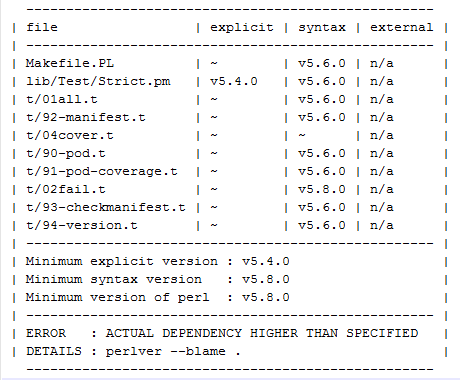 ---------------------------------------------------------
| file                  | explicit | syntax | external |
---------------------------------------------------------
| Makefile.PL           | ~        | v5.6.0 | n/a      |
| lib/Test/Strict.pm    | v5.4.0   | v5.6.0 | n/a      |
| t/01all.t             | ~        | v5.6.0 | n/a      |
| t/92-manifest.t       | ~        | v5.6.0 | n/a      |
| t/04cover.t           | ~        | ~      | n/a      |
| t/90-pod.t            | ~        | v5.6.0 | n/a      |
| t/91-pod-coverage.t   | ~        | v5.6.0 | n/a      |
| t/02fail.t            | ~        | v5.8.0 | n/a      |
| t/93-checkmanifest.t  | ~        | v5.6.0 | n/a      |
| t/94-version.t        | ~        | v5.6.0 | n/a      |
---------------------------------------------------------
| Minimum explicit version : v5.4.0                     |
| Minimum syntax version   : v5.8.0                     |
| Minimum version of perl  : v5.8.0                     |
---------------------------------------------------------
| ERROR   : ACTUAL DEPENDENCY HIGHER THAN SPECIFIED     |
| DETAILS : perlver --blame .                           |
---------------------------------------------------------